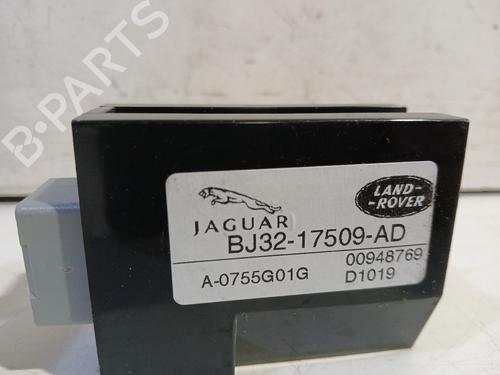 B-PARTS
JAGUAR
LAND-
-ROVER
BJ32-17509-AD
00948769
A-0755G01G
D1019